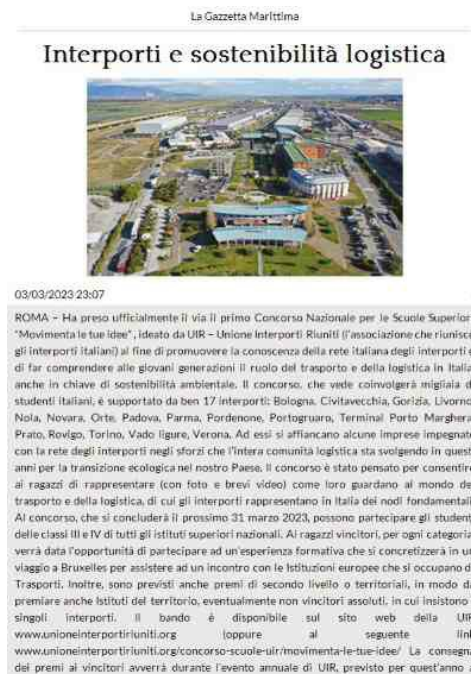 La Gazzetta Marittima
Interporti e sostenibilità logistica
03/03/2023 23:07
ROMA – Ha preso ufficialmente il via il primo Concorso Nazionale per le Scuole Superior
"Movimenta le tue idee", ideato da UIR – Unione Interporti Riuniti (l'associazione che riunisce
gli interporti italiani) al fine di promuovere la conoscenza della rete italiana degli interporti e
di far comprendere alle giovani generazioni il ruolo del trasporto e della logistica in Italia
anche in chiave di sostenibilità ambientale. Il concorso, che vede coinvolgerà migliaia d
studenti italiani, è supportato da ben 17 interporti: Bologna, Civitavecchia, Gorizia, Livorno
Nola, Novara, Orte, Padova, Parma, Pordenone, Portogruaro, Terminal Porto Marghera
Prato, Rovigo, Torino, Vado ligure, Verona. Ad essi si affiancano alcune imprese impegnate
con la rete degli interporti negli sforzi che l'intera comunità logistica sta svolgendo in quest
anni per la transizione ecologica nel nostro Paese. Il concorso è stato pensato per consentire
ai ragazzi di rappresentare (con foto e brevi video) come loro guardano al mondo de
trasporto e della logistica, di cui gli interporti rappresentano in Italia dei nodi fondamentali
Al concorso, che si concluderà il prossimo 31 marzo 2023, possono partecipare gli student
delle classi III e IV di tutti gli istituti superiori nazionali. Ai ragazzi vincitori, per ogni categoria
verrà data l'opportunità di partecipare ad un'esperienza formativa che si concretizzerà in un
viaggio a Bruxelles per assistere ad un incontro con le Istituzioni europee che si occupano d
Trasporti. Inoltre, sono previsti anche premi di secondo livello o territoriali, in modo da
premiare anche Istituti del territorio, eventualmente non vincitori assoluti, in cui insistono
singoli interporti. Il bando è disponibile sul sito web della UIR
www.unioneinterportiriuniti.org (oppure al seguente link
www.unioneinterportiriuniti.org/concorso-scuole-uir/movimenta-le-tue-idee/ La consegna
dei premi ai vincitori avverrà durante l'evento annuale di UIR, previsto per quest'anno a